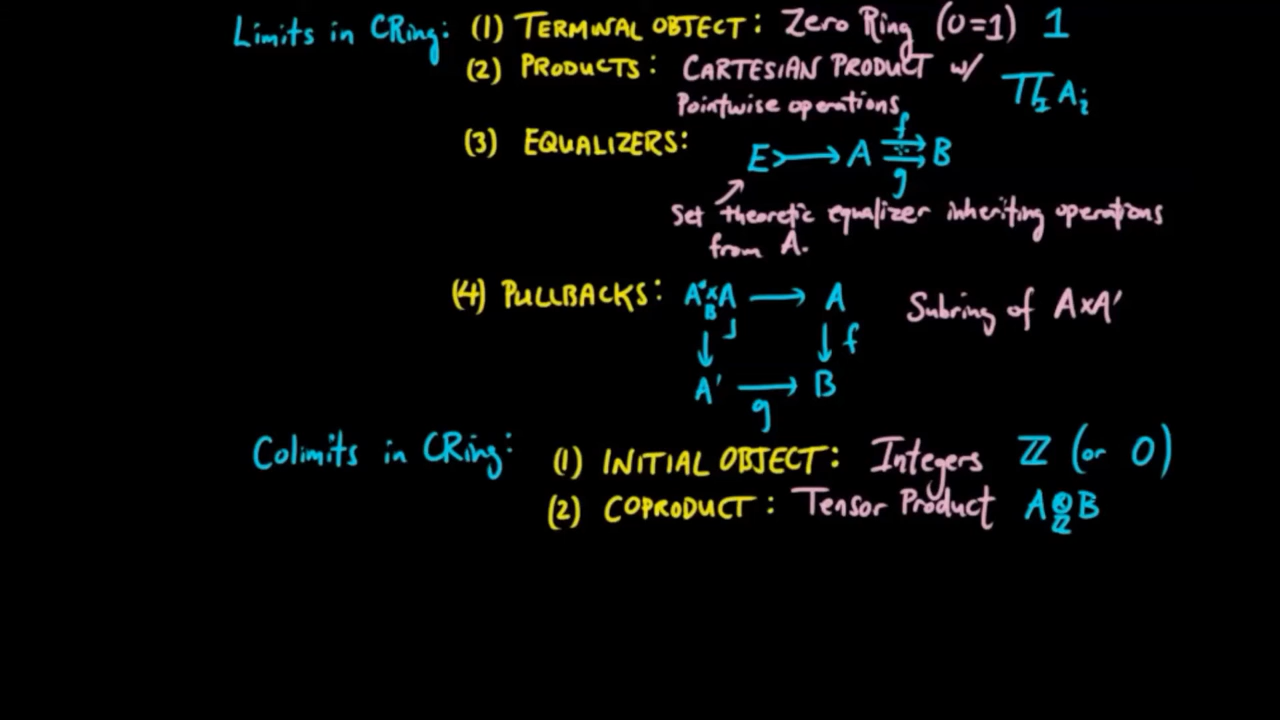 Limits in CRing: (1) TERMINAL OBJECT: Zero Ring (0=1) 1
(2) PRODUCTS: CARTESIAN PRODUCT w/ Pointwise operations ∏_I A_i
(3) EQUALIZERS: E ↣ A ⇉ B
f
g
Set theoretic equalizer inheriting operations
from A.
(4) PULLBACKS: A'×_B A → A Subring of A×A'
↓ ↓ f
A' → B
g
Colimits in CRing: (1) INITIAL OBJECT: Integers ℤ (or 0)
(2) COPRODUCT: Tensor Product A⊗_ℤ B